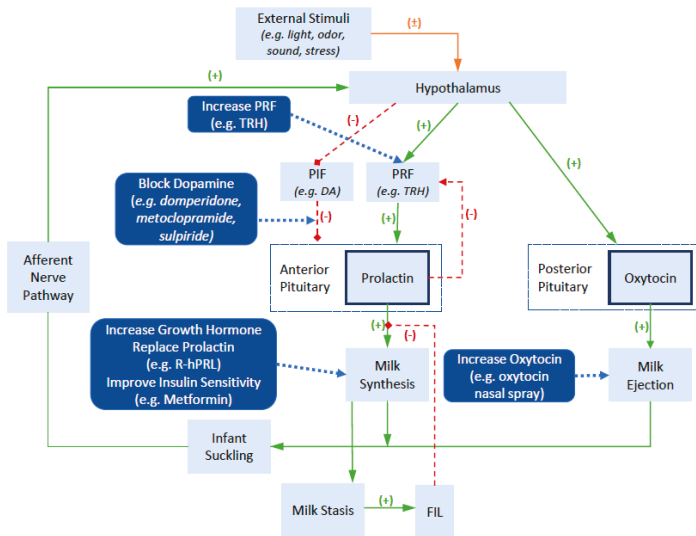 External Stimuli
(e.g. light, odor,
sound, stress)
(±)
(+)
Hypothalamus
Increase PRF
(e.g. TRH)
(-)
(+)
(+)
PIF
(e.g. DA)
PRF
(e.g. TRH)
Block Dopamine
(e.g. domperidone,
metoclopramide,
sulpiride)
(-)
(+)
(-)
Afferent
Nerve
Pathway
Anterior
Pituitary
Prolactin
Posterior
Pituitary
Oxytocin
(+)
(-)
(+)
Increase Growth Hormone
Replace Prolactin
(e.g. R-hPRL)
Improve Insulin Sensitivity
(e.g. Metformin)
Milk
Synthesis
Increase Oxytocin
(e.g. oxytocin
nasal spray)
Milk
Ejection
Infant
Suckling
Milk Stasis
(+)
FIL